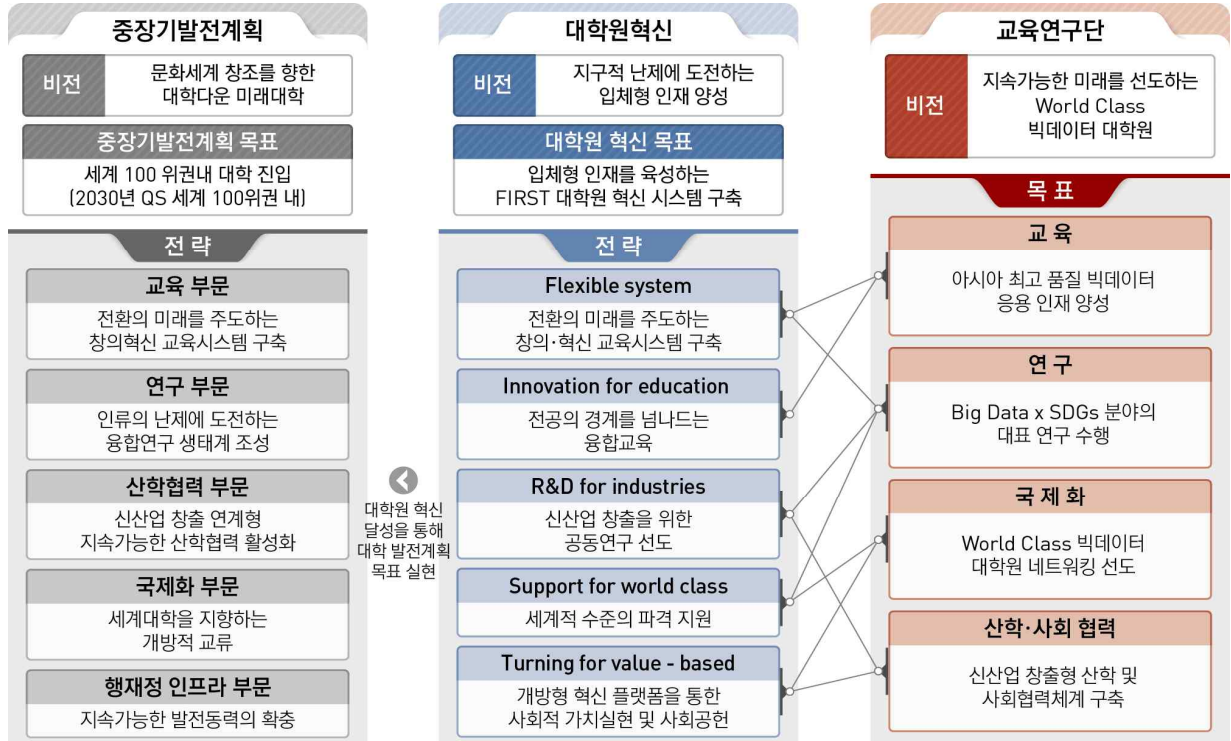 중장기발전계획
비전
문화세계 창조를 향한
대학다운 미래대학
중장기발전계획 목표
세계 100 위권내 대학 진입
(2030년 QS 세계 100위권 내)
전 략
교육 부문
전환의 미래를 주도하는
창의혁신 교육시스템 구축
연구 부문
인류의 난제에 도전하는
융합연구 생태계 조성
산학협력 부문
신산업 창출 연계형
지속가능한 산학협력 활성화
국제화 부문
세계대학을 지향하는
개방적 교류
행재정 인프라 부문
지속가능한 발전동력의 확충
대학원 혁신
달성을 통해
대학 발전계획
목표 실현
대학원혁신
비전
지구적 난제에 도전하는
입체형 인재 양성
대학원 혁신 목표
입체형 인재를 육성하는
FIRST 대학원 혁신 시스템 구축
전 략
Flexible system
전환의 미래를 주도하는
창의·혁신 교육시스템 구축
Innovation for education
전공의 경계를 넘나드는
융합교육
R&D for industries
신산업 창출을 위한
공동연구 선도
Support for world class
세계적 수준의 파격 지원
Turning for value - based
개방형 혁신 플랫폼을 통한
사회적 가치실현 및 사회공헌
교육연구단
비전
지속가능한 미래를 선도하는
World Class
빅데이터 대학원
목 표
교 육
아시아 최고 품질 빅데이터
응용 인재 양성
연 구
Big Data x SDGs 분야의
대표 연구 수행
국 제 화
World Class 빅데이터
대학원 네트워킹 선도
산학·사회 협력
신산업 창출형 산학 및
사회협력체계 구축